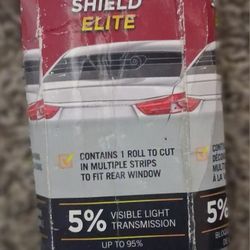 SHIELD
ELITE
CONTAINS 1 ROLL TO CUT
IN MULTIPLE STRIPS
TO FIT REAR WINDOW
5% VISIBLE LIGHT
TRANSMISSION
UP TO 95%
5%